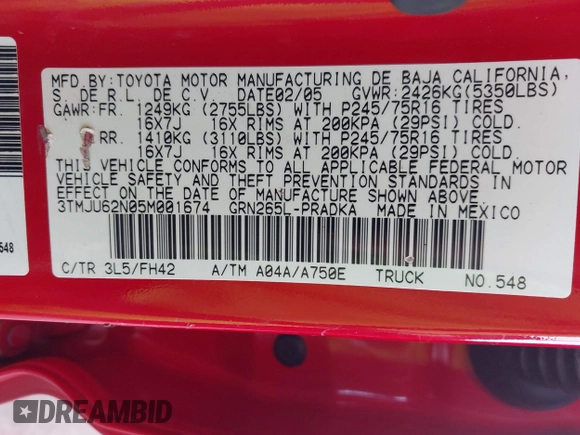 MFD.BY:TOYOTA MOTOR MANUFACTURING DE BAJA CALIFORNIA,
S. DE R.L. DE C.V. DATE02/05 GVWR:2426KG(5350LBS)
GAWR:FR. 1249KG (2755LBS) WITH P245/75R16 TIRES
16X7J 16X RIMS AT 200KPA (29PSI) COLD.
RR. 1410KG (3110LBS) WITH P245/75R16 TIRES
16X7J 16X RIMS AT 200KPA (29PSI) COLD.
THIS VEHICLE CONFORMS TO ALL APPLICABLE FEDERAL MOTOR
VEHICLE SAFETY AND THEFT PREVENTION STANDARDS IN
EFFECT ON THE DATE OF MANUFACTURE SHOWN ABOVE.
3TMJU62N05M001674 GRN265L-PRADKA MADE IN MEXICO
C/TR 3L5/FH42 A/TM A04A/A750E TRUCK NO.548
548
DREAMBID